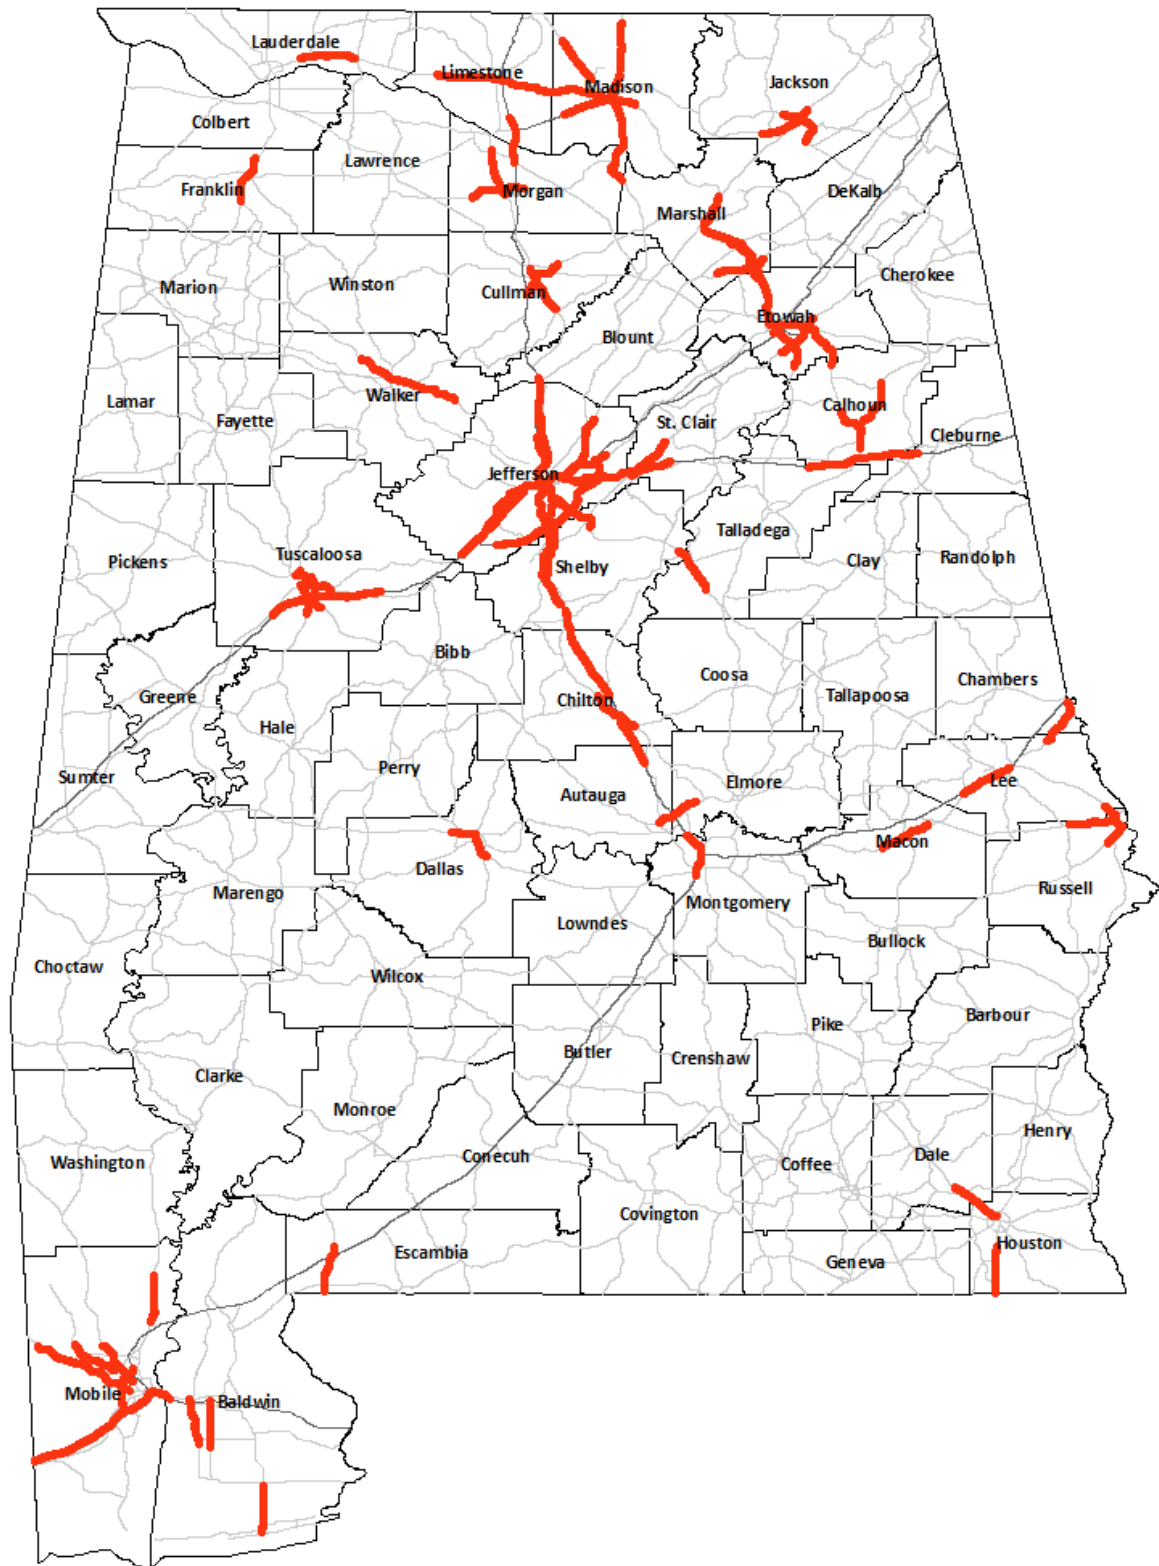 Lauderdale
Limestone
Madison
Jackson
Colbert
Lawrence
Franklin
Morgan
DeKalb
Marshall
Cherokee
Marion
Winston
Cullman
Etowah
Blount
Lamar
Walker
Fayette
Calhoun
St. Clair
Cleburne
Jefferson
Talladega
Tuscaloosa
Pickens
Shelby
Clay
Randolph
Bibb
Coosa
Chambers
Greene
Chilton
Tallapoosa
Hale
Sumter
Perry
Elmore
Lee
Autauga
Macon
Dallas
Marengo
Russell
Montgomery
Lowndes
Bullock
Choctaw
Wilcox
Barbour
Pike
Butler
Crenshaw
Clarke
Monroe
Henry
Conecuh
Dale
Washington
Coffee
Covington
Houston
Escambia
Geneva
Mobile
Baldwin